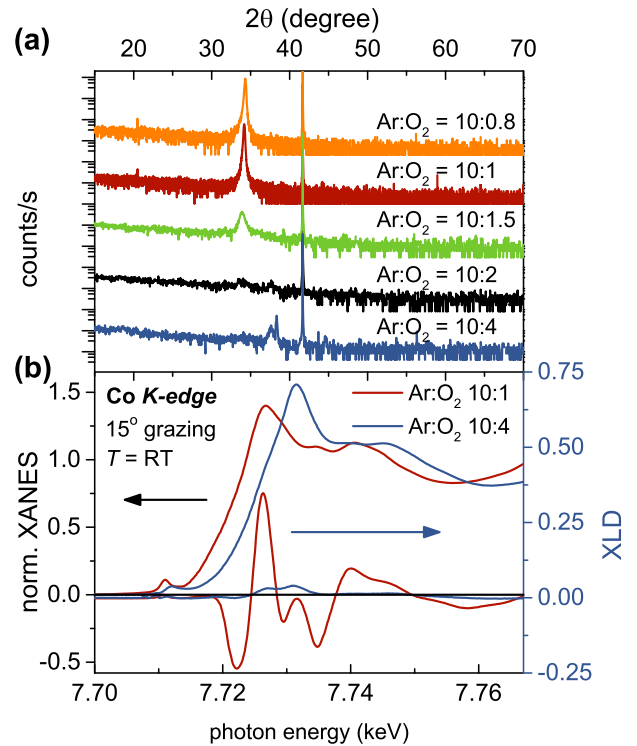 2θ (degree)
(a)
20 30 40 50 60 70
Ar:O₂ = 10:0.8
Ar:O₂ = 10:1
Ar:O₂ = 10:1.5
Ar:O₂ = 10:2
Ar:O₂ = 10:4
counts/s
(b)
Co K-edge
15° grazing
T = RT
Ar:O₂ 10:1
Ar:O₂ 10:4
1.5
1.0
0.5
0.0
-0.5
norm. XANES
0.75
0.50
0.25
0.00
-0.25
XLD
7.70 7.72 7.74 7.76
photon energy (keV)